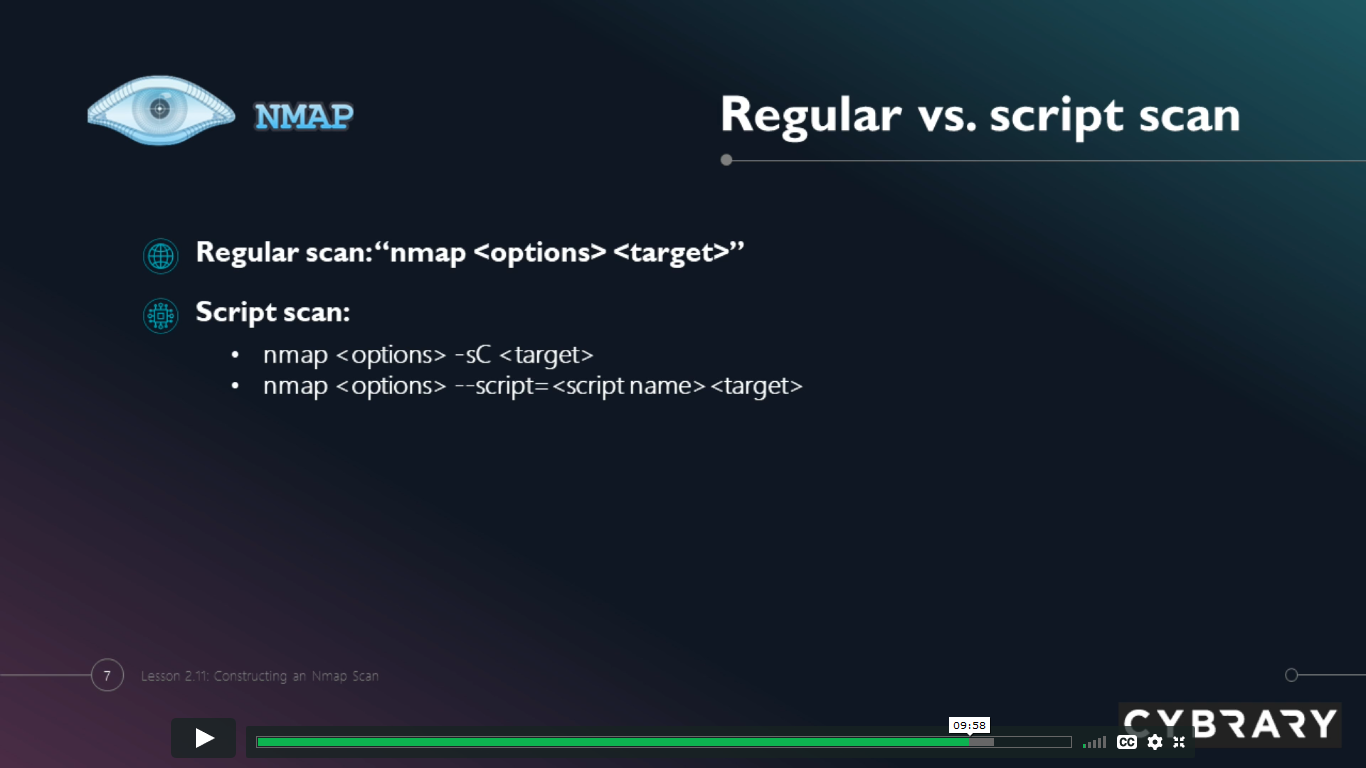 NMAP
Regular vs. script scan
Regular scan: “nmap <options> <target>”
Script scan:
• nmap <options> -sC <target>
• nmap <options> --script=<script name> <target>
7
Lesson 2.11: Constructing an Nmap Scan
CYBRARY
09:58
CC